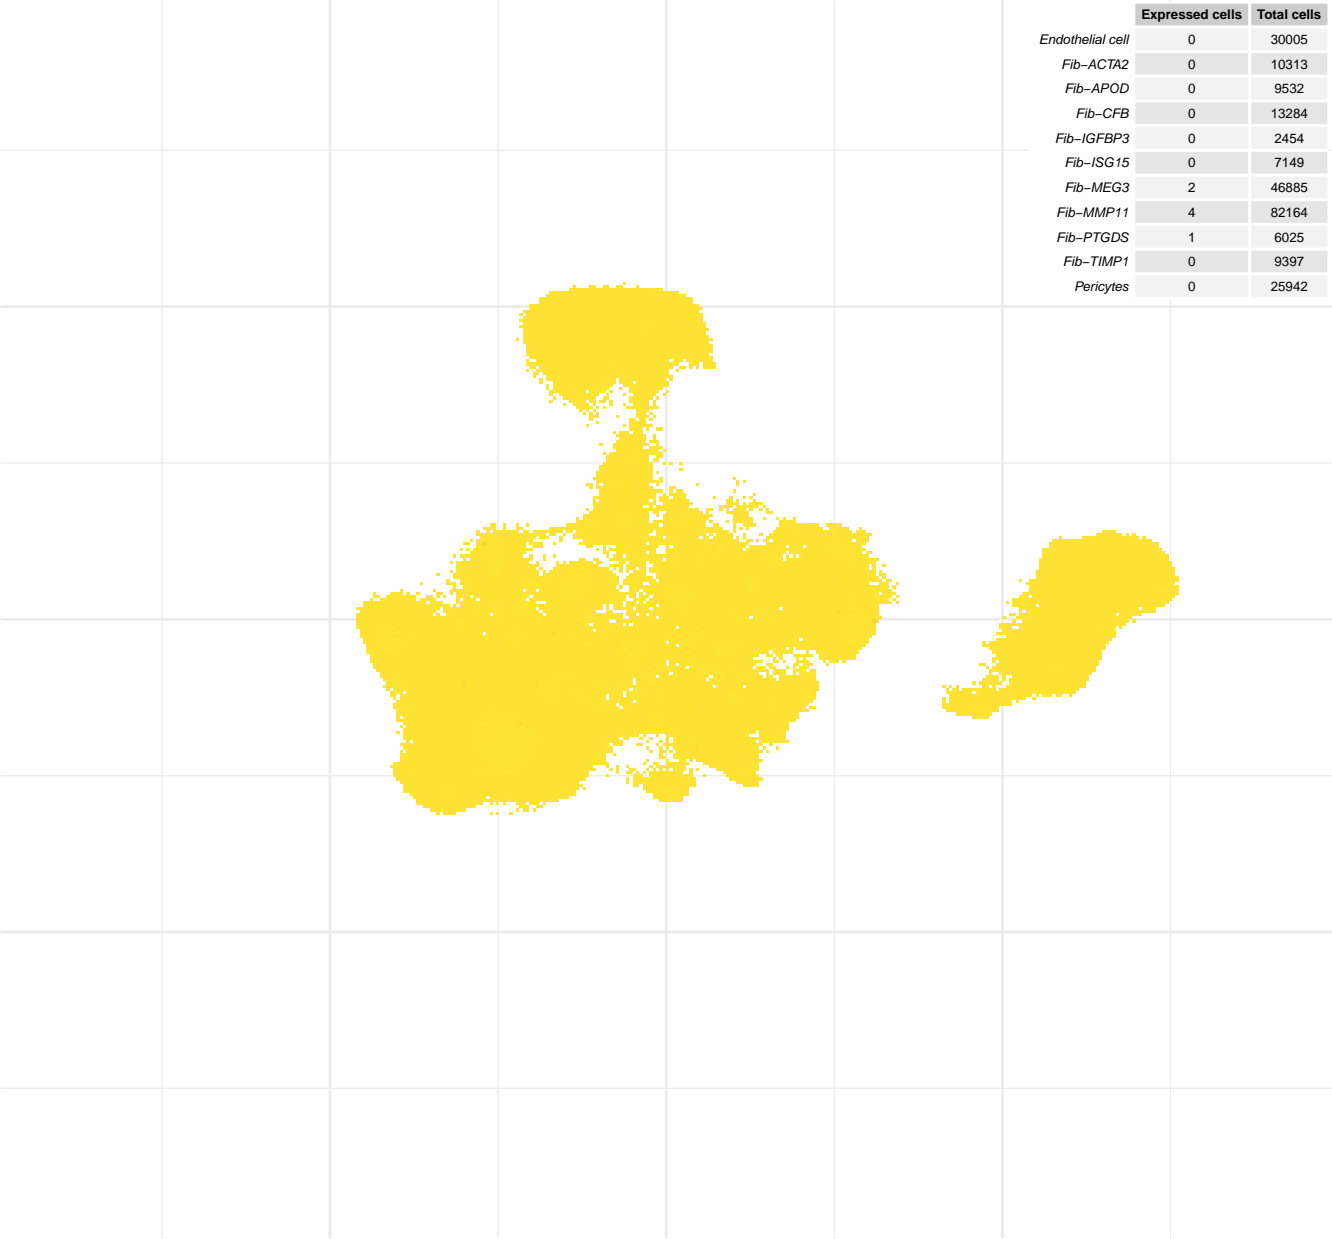 Expressed cells Total cells
Endothelial cell 0 30005
Fib−ACTA2 0 10313
Fib−APOD 0 9532
Fib−CFB 0 13284
Fib−IGFBP3 0 2454
Fib−ISG15 0 7149
Fib−MEG3 2 46885
Fib−MMP11 4 82164
Fib−PTGDS 1 6025
Fib−TIMP1 0 9397
Pericytes 0 25942